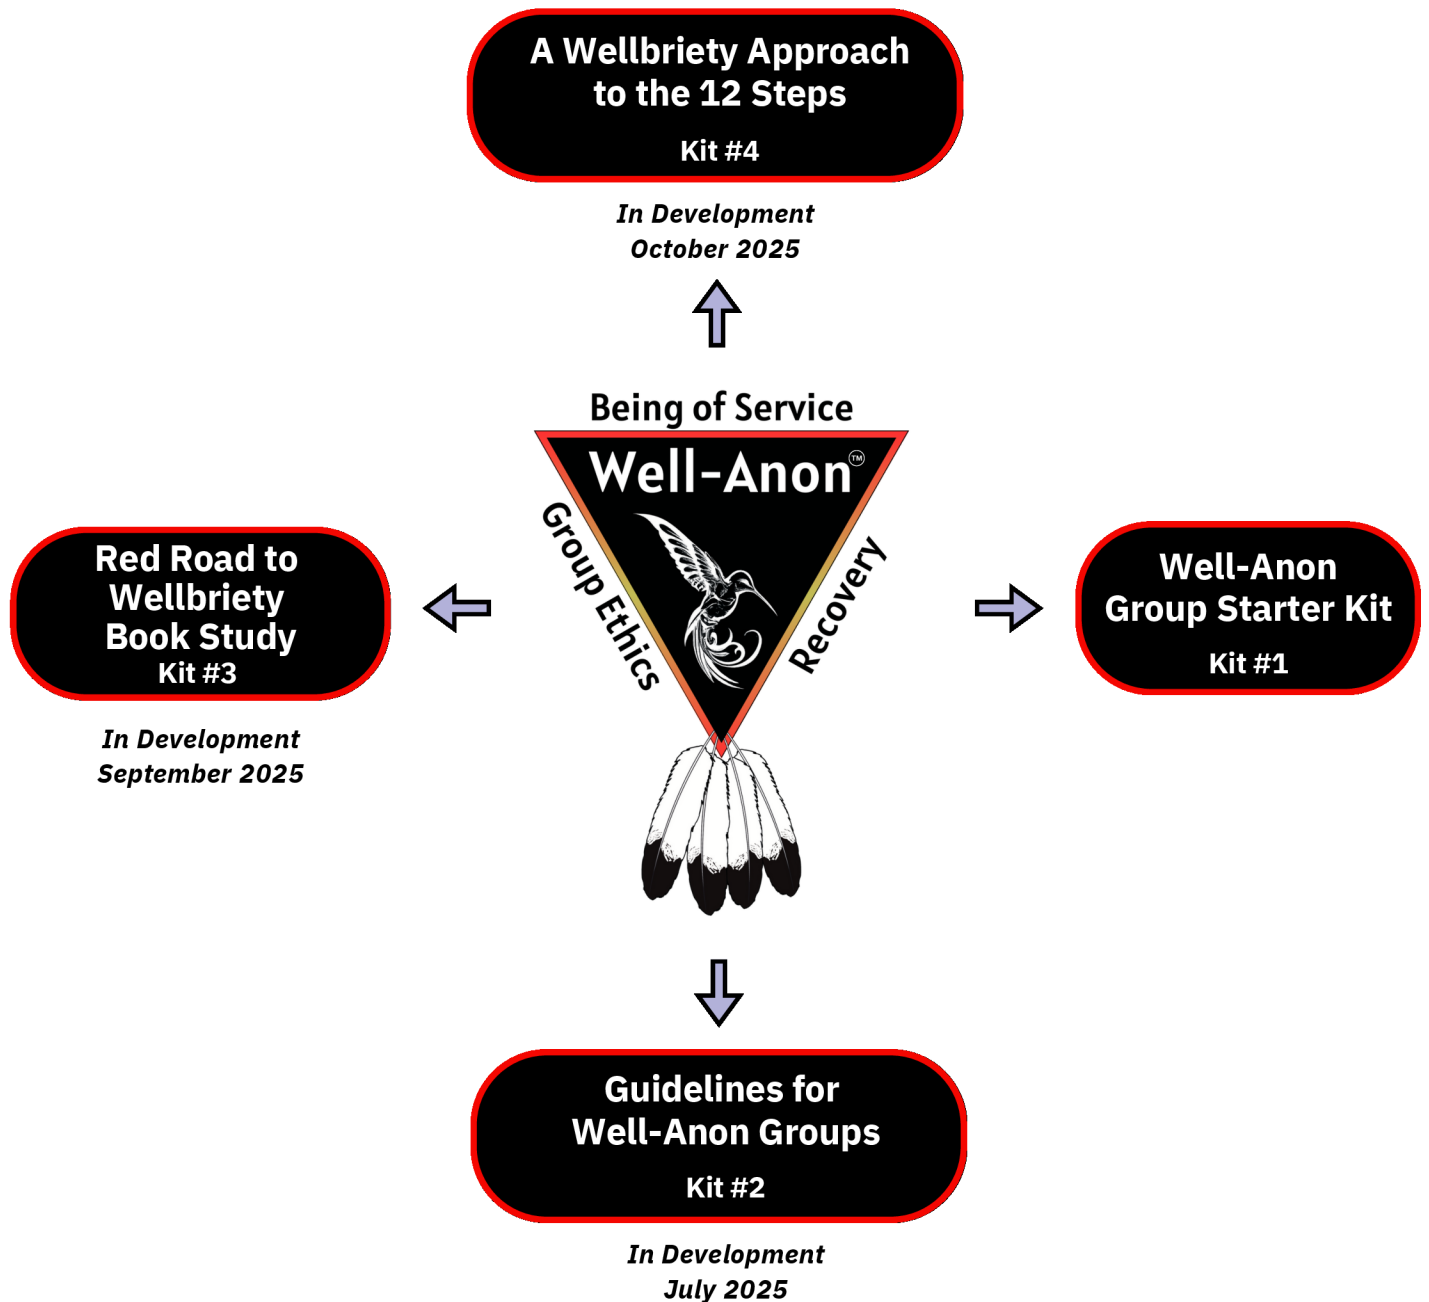 A Wellbriety Approach
to the 12 Steps
Kit #4
In Development
October 2025
Being of Service
Well-Anon™
Group Ethics
Recovery
Red Road to
Wellbriety
Book Study
Kit #3
In Development
September 2025
Well-Anon
Group Starter Kit
Kit #1
Guidelines for
Well-Anon Groups
Kit #2
In Development
July 2025